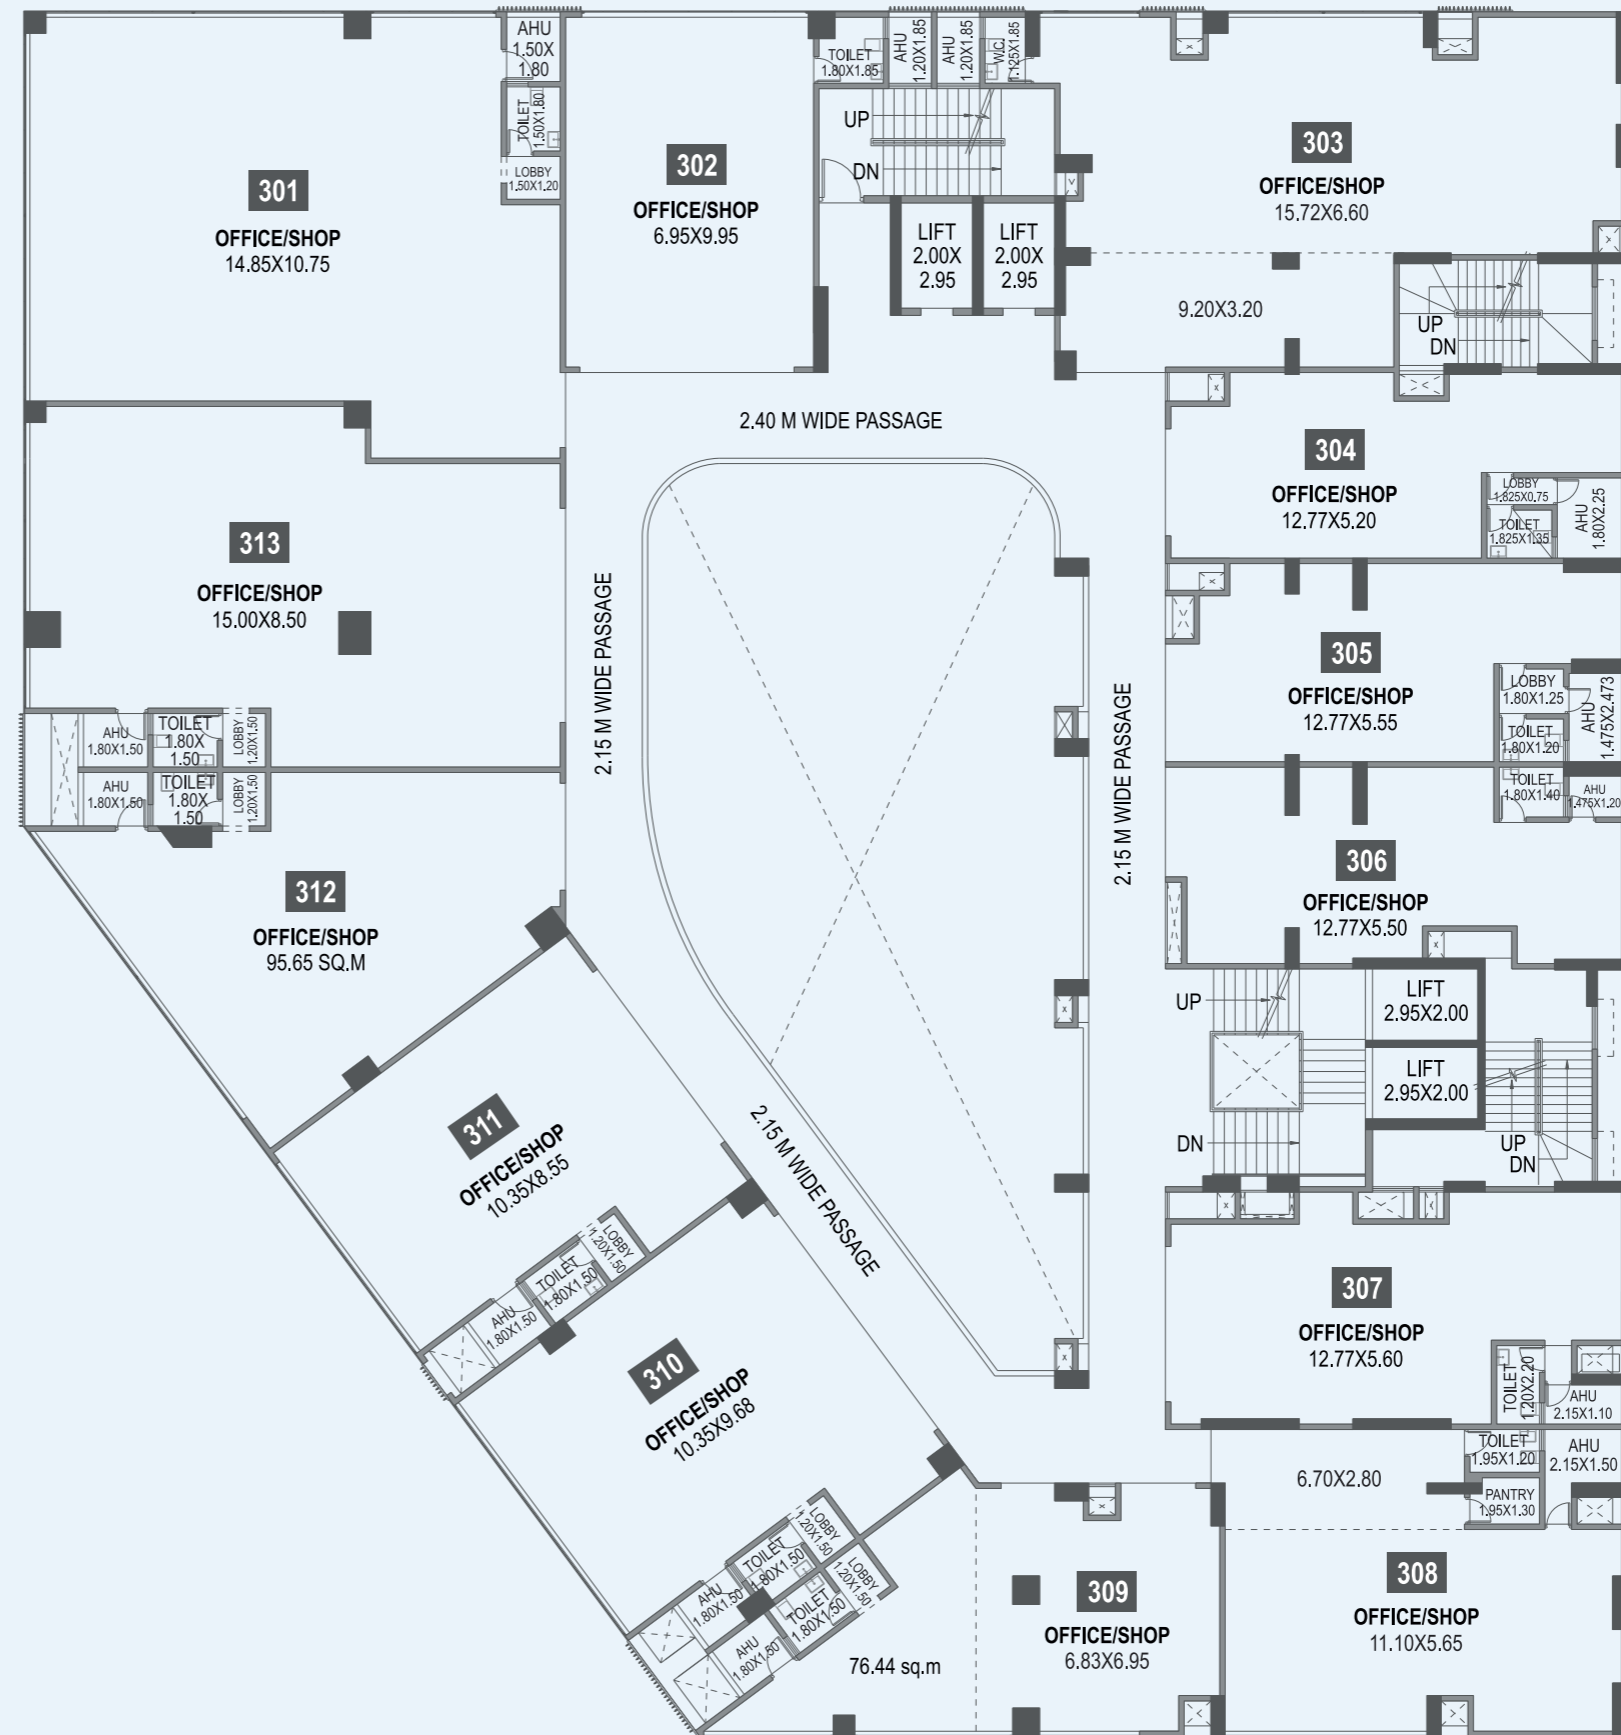 AHU
1.50X
1.80
TOILET
1.50X1.80
LOBBY
1.50X1.20
301
OFFICE/SHOP
14.85X10.75
302
OFFICE/SHOP
6.95X9.95
TOILET
1.80X1.85
AHU
1.20X1.85
AHU
1.20X1.85
W.C.
1.125X1.85
UP
DN
LIFT
2.00X
2.95
LIFT
2.00X
2.95
303
OFFICE/SHOP
15.72X6.60
9.20X3.20
UP
DN
2.40 M WIDE PASSAGE
304
OFFICE/SHOP
12.77X5.20
LOBBY
1.825X0.75
TOILET
1.825X1.35
AHU
1.80X2.25
313
OFFICE/SHOP
15.00X8.50
2.15 M WIDE PASSAGE
2.15 M WIDE PASSAGE
305
OFFICE/SHOP
12.77X5.55
LOBBY
1.80X1.25
TOILET
1.80X1.20
AHU
1.475X2.473
AHU
1.80X1.50
TOILET
1.80X
1.50
LOBBY
1.20X1.50
AHU
1.80X1.50
TOILET
1.80X
1.50
LOBBY
1.20X1.50
TOILET
1.80X1.40
AHU
1.475X1.20
306
OFFICE/SHOP
12.77X5.50
312
OFFICE/SHOP
95.65 SQ.M
UP
DN
LIFT
2.95X2.00
LIFT
2.95X2.00
UP
DN
311
OFFICE/SHOP
10.35X8.55
LOBBY
1.20X1.50
TOILET
1.80X1.50
AHU
1.80X1.50
2.15 M WIDE PASSAGE
307
OFFICE/SHOP
12.77X5.60
TOILET
1.20X2.20
AHU
2.15X1.10
310
OFFICE/SHOP
10.35X9.68
TOILET
1.95X1.20
AHU
2.15X1.50
6.70X2.80
PANTRY
1.95X1.30
LOBBY
1.20X1.50
TOILET
1.80X1.50
AHU
1.80X1.50
LOBBY
1.20X1.50
TOILET
1.80X1.50
AHU
1.80X1.50
309
OFFICE/SHOP
6.83X6.95
76.44 sq.m
308
OFFICE/SHOP
11.10X5.65